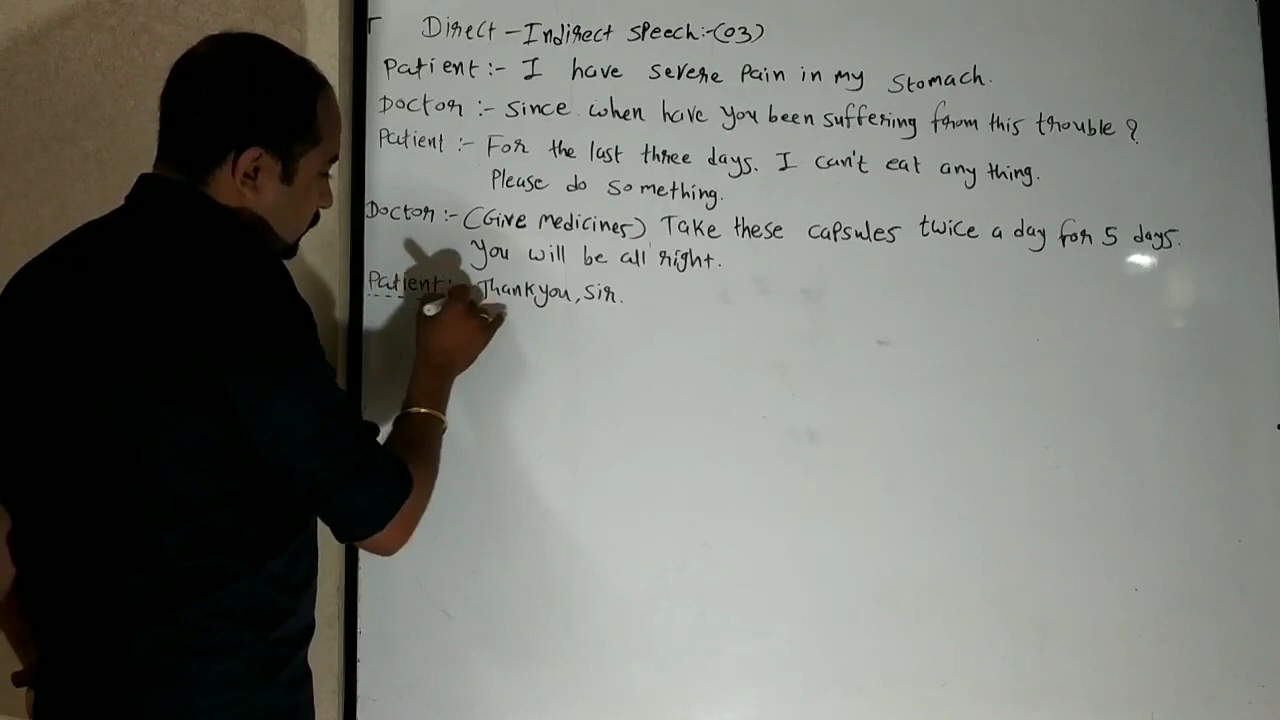 Direct - Indirect speech:-(03)
Patient :- I have severe pain in my stomach.
Doctor :- since when have you been suffering from this trouble?
Patient :- For the last three days. I can't eat any thing.
Please do something.
Doctor :- (Give medicines) Take these capsules twice a day for 5 days.
You will be all right.
Patient:- Thank you, sir.